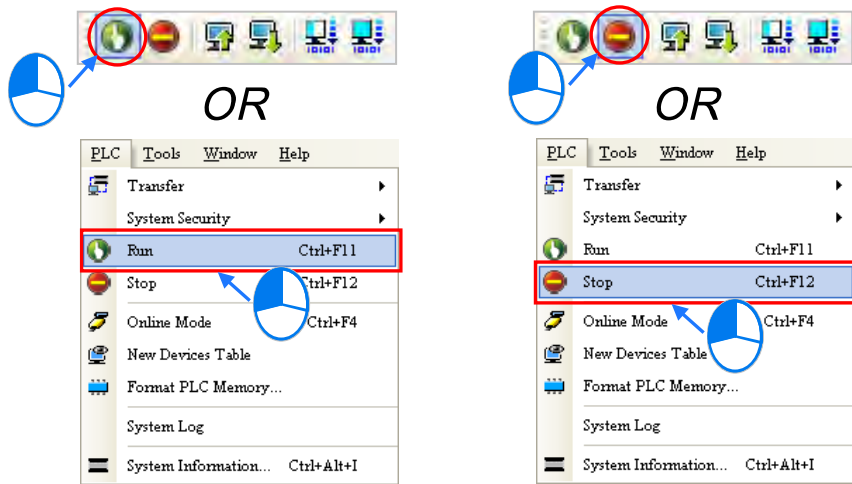 OR
PLC Tools Window Help
Transfer
System Security
Run Ctrl+F11
Stop Ctrl+F12
Online Mode Ctrl+F4
New Devices Table
Format PLC Memory...
System Log
System Information... Ctrl+Alt+I
OR
PLC Tools Window Help
Transfer
System Security
Run Ctrl+F11
Stop Ctrl+F12
Online Mode Ctrl+F4
New Devices Table
Format PLC Memory...
System Log
System Information... Ctrl+Alt+I